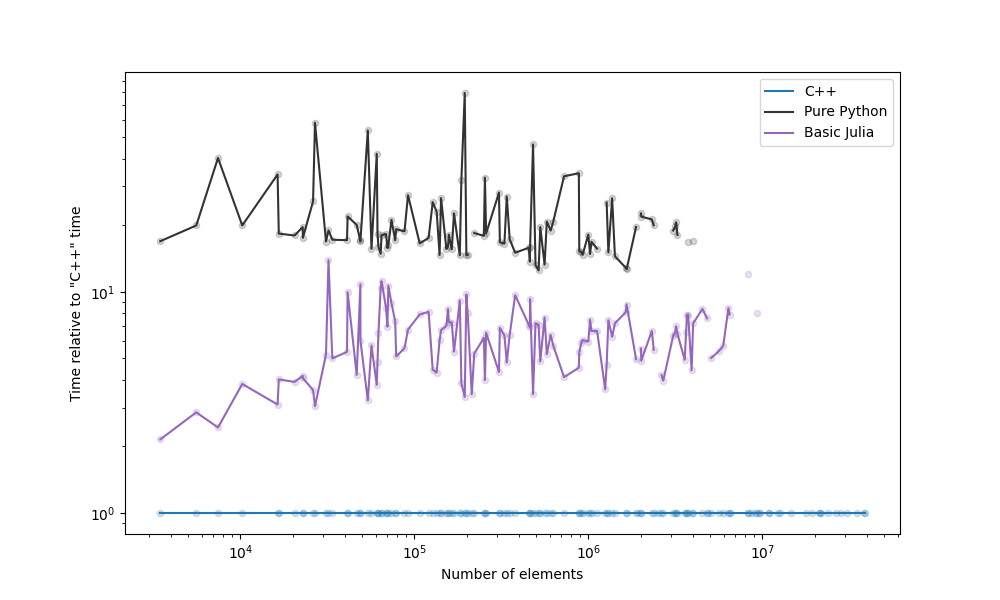 C++
Pure Python
Basic Julia
Time relative to "C++" time
10¹
10⁰
10⁴
10⁵
10⁶
10⁷
Number of elements